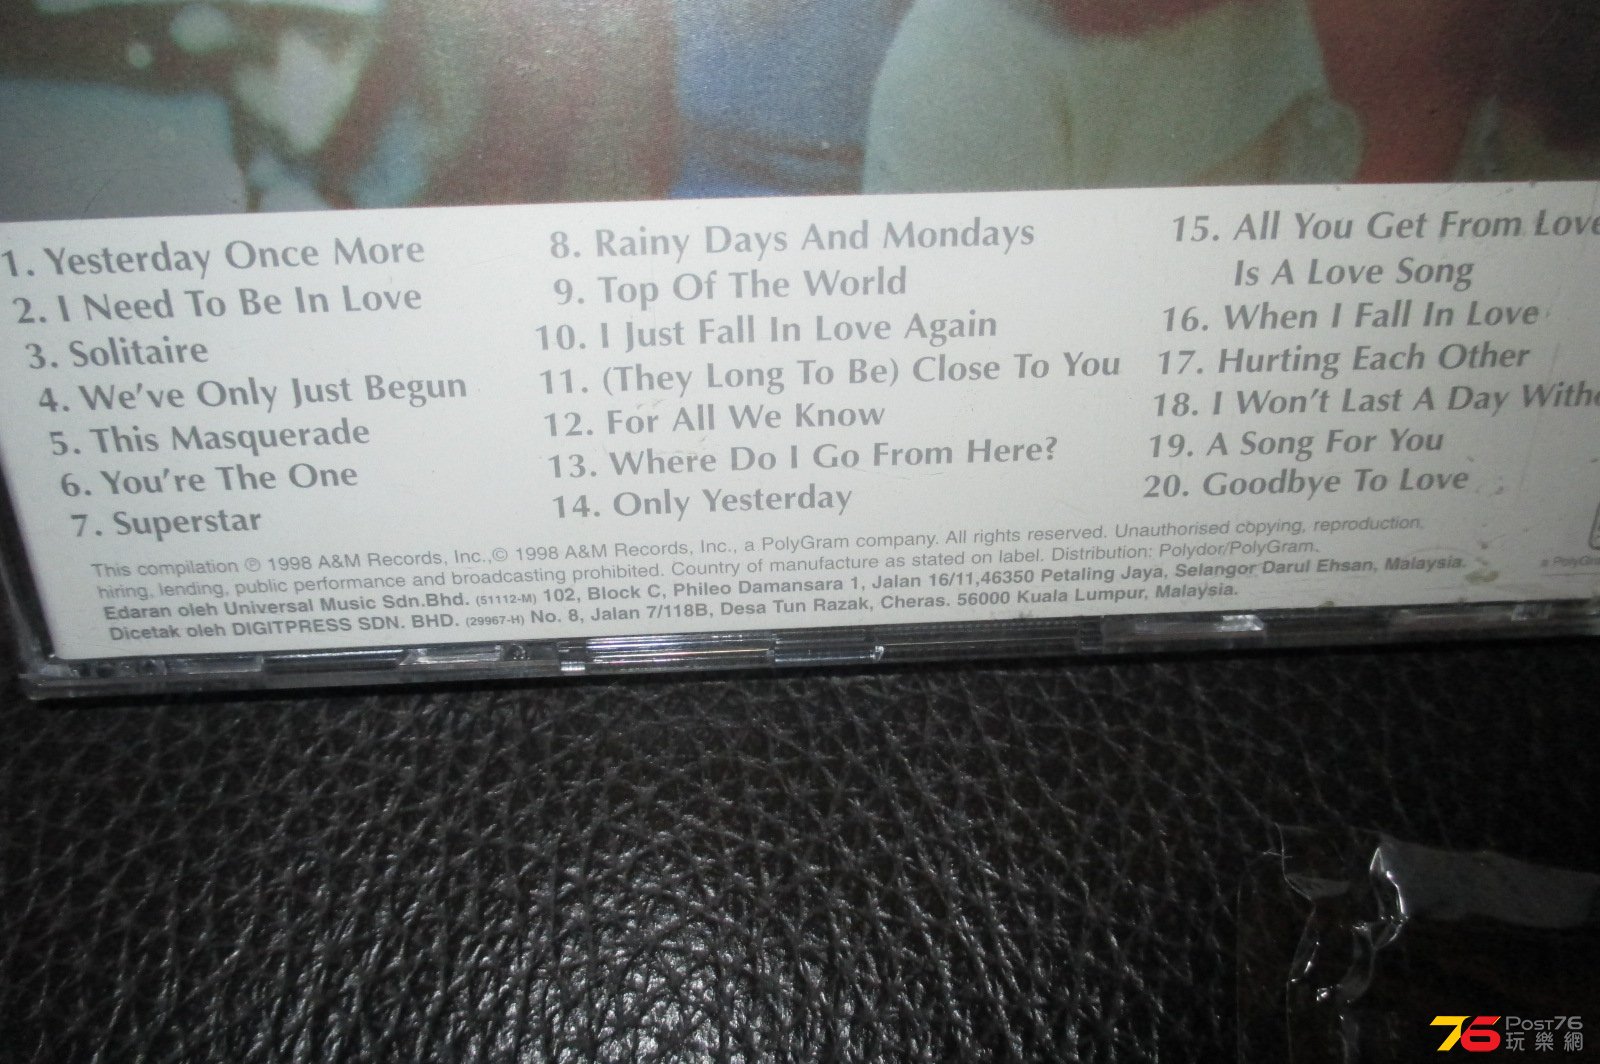 1. Yesterday Once More
2. I Need To Be In Love
3. Solitaire
4. We've Only Just Begun
5. This Masquerade
6. You're The One
7. Superstar
8. Rainy Days And Mondays
9. Top Of The World
10. I Just Fall In Love Again
11. (They Long To Be) Close To You
12. For All We Know
13. Where Do I Go From Here?
14. Only Yesterday
15. All You Get From Love
Is A Love Song
16. When I Fall In Love
17. Hurting Each Other
18. I Won't Last A Day
19. A Song For You
20. Goodbye To Love
This compilation ℗ 1998 A&M Records, Inc.,© 1998 A&M Records, Inc., a PolyGram company. All rights reserved. Unauthorised copying, reproduction,
hiring, lending, public performance and broadcasting prohibited. Country of manufacture as stated on label. Distribution: Polydor/PolyGram.
Edaran oleh Universal Music Sdn.Bhd. (51112-M) 102, Block C, Phileo Damansara 1, Jalan 16/11,46350 Petaling Jaya, Selangor Darul Ehsan, Malaysia.
Dicetak oleh DIGITPRESS SDN. BHD. (29967-H) No. 8, Jalan 7/118B, Desa Tun Razak, Cheras. 56000 Kuala Lumpur, Malaysia.
76 Post76
玩樂網